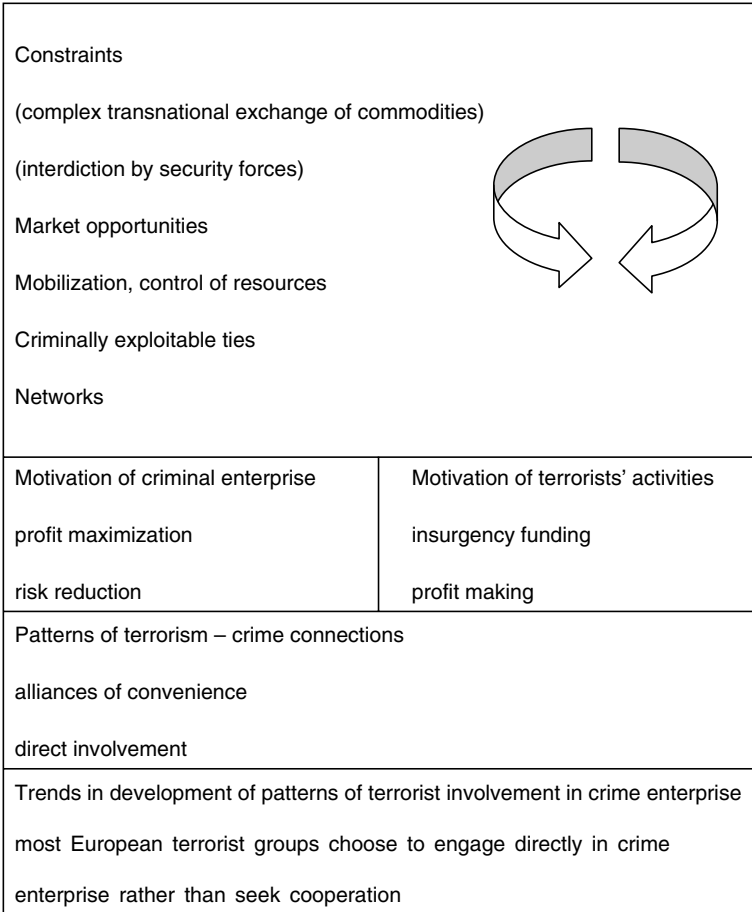 Constraints
(complex transnational exchange of commodities)
(interdiction by security forces)
Market opportunities
Mobilization, control of resources
Criminally exploitable ties
Networks
Motivation of criminal enterprise
profit maximization
risk reduction
Motivation of terrorists’ activities
insurgency funding
profit making
Patterns of terrorism – crime connections
alliances of convenience
direct involvement
Trends in development of patterns of terrorist involvement in crime enterprise
most European terrorist groups choose to engage directly in crime
enterprise rather than seek cooperation